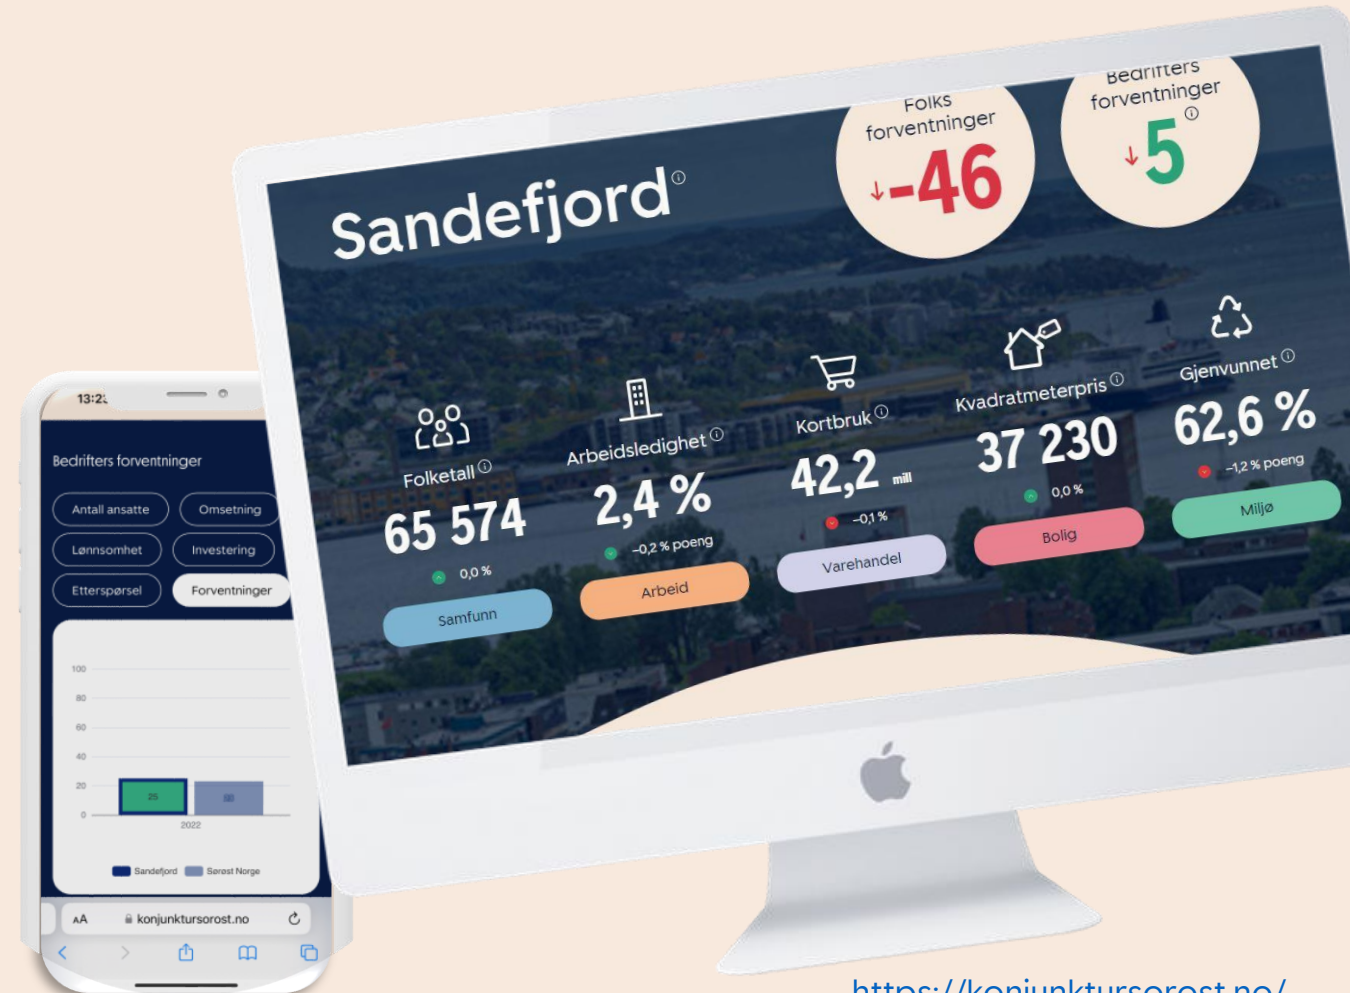 Folks
forventninger
↓-46
Bedrifters
forventninger
↓5
Sandefjord
Folketall
65 574
0,0 %
Samfunn
Arbeidsledighet
2,4 %
-0,2 % poeng
Arbeid
Kortbruk
42,2 mill
-0,1 %
Varehandel
Kvadratmeterpris
37 230
0,0 %
Bolig
Gjenvunnet
62,6 %
-1,2 % poeng
Miljø
Bedrifters forventninger
Antall ansatte
Omsetning
Lønnsomhet
Investering
Etterspørsel
Forventninger
100
80
60
40
20
0
25
2022
Sandefjord
Sørøst Norge
AA
konjunktursorost.no
https://konjunktursorost.no/